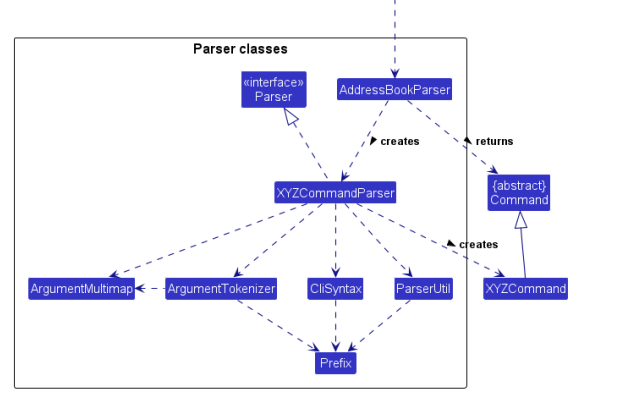 Parser classes
«interface»
Parser
AddressBookParser
creates
returns
XYZCommandParser
{abstract}
Command
creates
ArgumentMultimap
ArgumentTokenizer
CliSyntax
ParserUtil
XYZCommand
Prefix